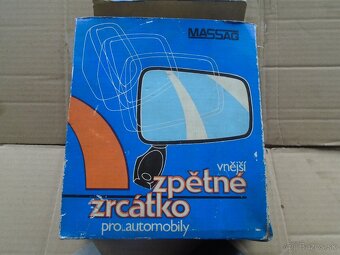 MASSAG
vnější
zpětné
zrcátko
pro automobily